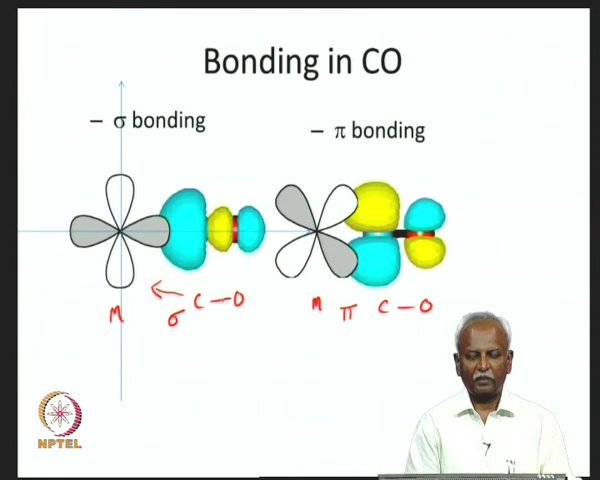 Bonding in CO
– σ bonding
– π bonding
M σ C – O
M π C – O
NPTEL